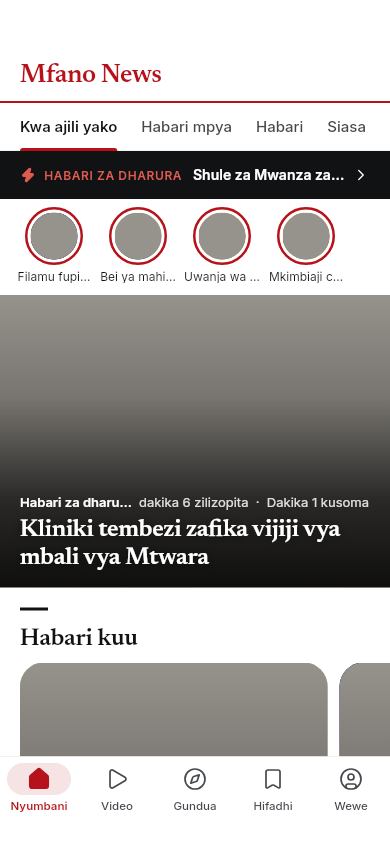 Mfano News
Kwa ajili yako Habari mpya Habari Siasa
HABARI ZA DHARURA Shule za Mwanza za...
Filamu fupi... Bei ya mahi... Uwanja wa ... Mkimbiaji c...
Habari za dharu... dakika 6 zilizopita · Dakika 1 kusoma
Kliniki tembezi zafika vijiji vya
mbali vya Mtwara
Habari kuu
Nyumbani Video Gundua Hifadhi Wewe